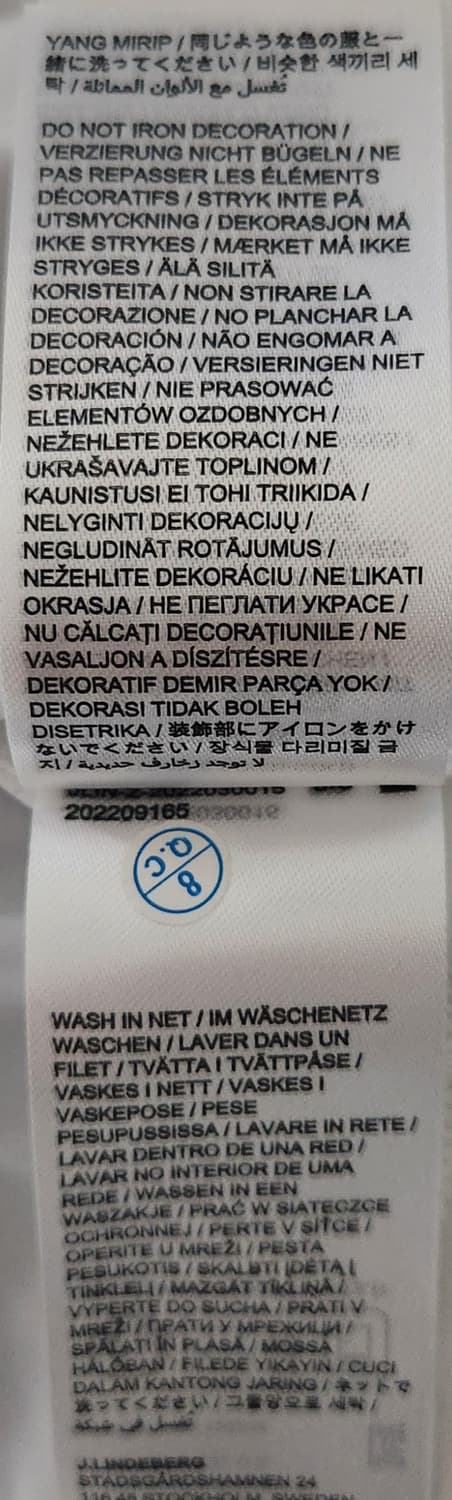 YANG MIRIP / 同じような色の服と一
緒に洗ってください / 비슷한 색끼리 세
탁 / تُغسل مع الألوان المماثلة
DO NOT IRON DECORATION /
VERZIERUNG NICHT BÜGELN / NE
PAS REPASSER LES ÉLÉMENTS
DÉCORATIFS / STRYK INTE PÅ
UTSMYCKNING / DEKORASJON MÅ
IKKE STRYKES / MÆRKET MÅ IKKE
STRYGES / ÄLÄ SILITÄ
KORISTEITA / NON STIRARE LA
DECORAZIONE / NO PLANCHAR LA
DECORACIÓN / NÃO ENGOMAR A
DECORAÇÃO / VERSIERINGEN NIET
STRIJKEN / NIE PRASOWAĆ
ELEMENTÓW OZDOBNYCH /
NEŽEHLETE DEKORACI / NE
UKRAŠAVAJTE TOPLINOM /
KAUNISTUSI EI TOHI TRIIKIDA /
NELYGINTI DEKORACIJŲ /
NEGLUDINĀT ROTĀJUMUS /
NEŽEHLITE DEKORÁCIU / NE LIKATI
OKRASJA / НЕ ПЕГЛАТИ УКРАСЕ /
NU CĂLCAȚI DECORAȚIUNILE / NE
VASALJON A DÍSZÍTÉSRE /
DEKORATIF DEMIR PARÇA YOK /
DEKORASI TIDAK BOLEH
DISETRIKA / 装飾部にアイロンをかけ
ないでください / 장식물 다리미질 금
지 / لا توجد زخارف حديدية
202209165
Q.C
8
WASH IN NET / IM WÄSCHENETZ
WASCHEN / LAVER DANS UN
FILET / TVÄTTA I TVÄTTPÅSE /
VASKES I NETT / VASKES I
VASKEPOSE / PESE
PESUPUSSISSA / LAVARE IN RETE /
LAVAR DENTRO DE UNA RED /
LAVAR NO INTERIOR DE UMA
REDE / WASSEN IN EEN
WASZAKJE / PRAĆ W SIATECZCE
OCHRONNEJ / PERTE V SÍŤCE /
OPERITE U MREŽI / PESTA
PESUKOTIS / SKALBTI ĮDĖTĄ Į
TINKLELĮ / MAZGĀT TĪKLIŅĀ /
VYPERTE DO SUCHA / PRATI V
MREŽI / ПРАТИ У МРЕЖИЦИ /
SPĂLAȚI ÎN PLASĂ / MOSSA
HÁLÓBAN / FILEDE YIKAYIN / CUCI
DALAM KANTONG JARING / ネットで
洗ってください / 그물망으로 세탁 /
تُغسل في شبكة
J.LINDEBERG
STADSGÅRDSHAMNEN 24
STOCKHOLM, SWEDEN